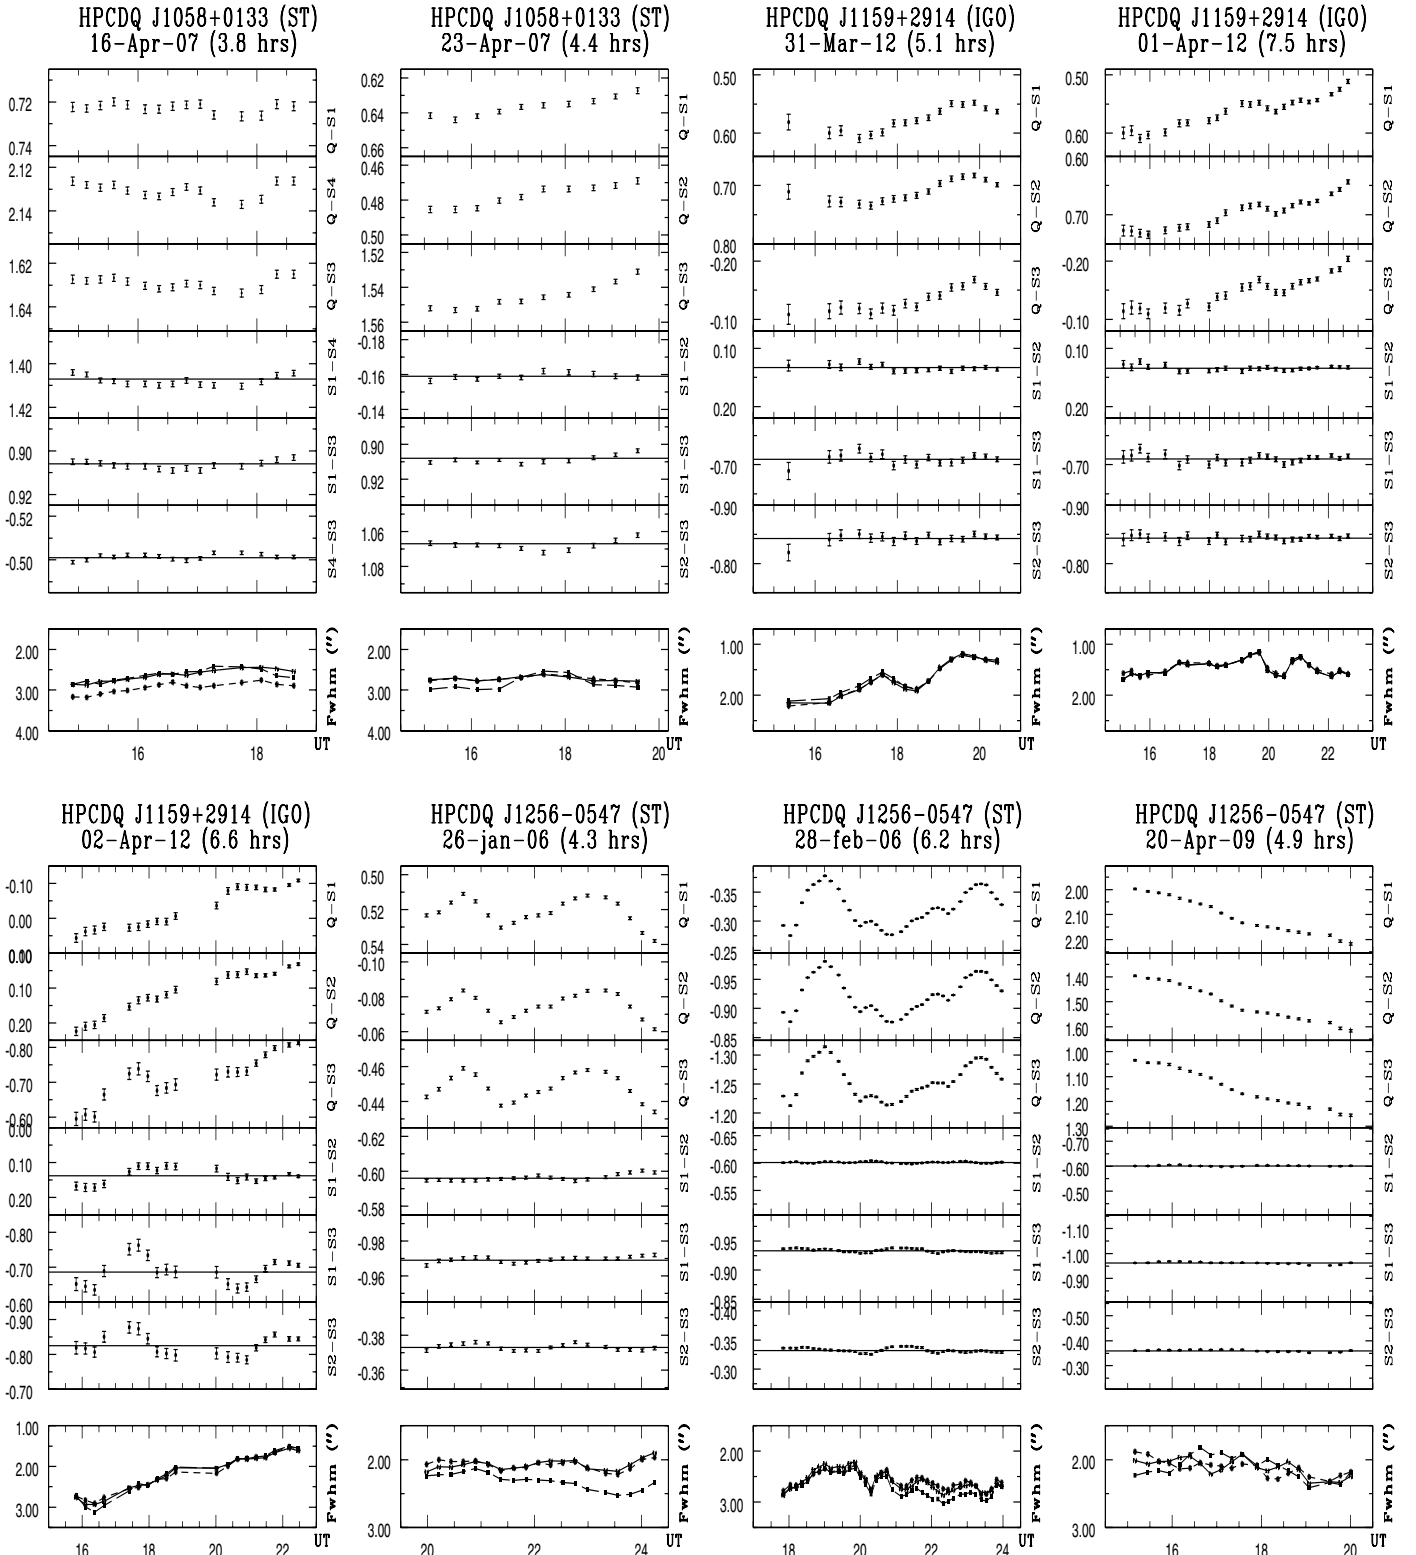 HPCDQ J1058+0133 (ST)
16-Apr-07 (3.8 hrs)
0.72
0.74
Q-S1
2.12
2.14
Q-S4
1.62
1.64
Q-S3
1.40
1.42
S1-S4
0.90
0.92
S1-S3
-0.52
-0.50
S4-S3
2.00
3.00
4.00
Fwhm (")
16
18
UT
HPCDQ J1058+0133 (ST)
23-Apr-07 (4.4 hrs)
0.62
0.64
0.66
Q-S1
0.46
0.48
0.50
Q-S2
1.52
1.54
1.56
Q-S3
-0.18
-0.16
-0.14
S1-S2
0.90
0.92
S1-S3
1.06
1.08
S2-S3
2.00
3.00
4.00
Fwhm (")
16
18
20
UT
HPCDQ J1159+2914 (IGO)
31-Mar-12 (5.1 hrs)
0.50
0.60
Q-S1
0.70
0.80
Q-S2
-0.20
-0.10
Q-S3
0.10
0.20
S1-S2
-0.70
S1-S3
-0.90
-0.80
S2-S3
1.00
2.00
Fwhm (")
16
18
20
UT
HPCDQ J1159+2914 (IGO)
01-Apr-12 (7.5 hrs)
0.50
0.60
Q-S1
0.60
0.70
Q-S2
-0.20
-0.10
Q-S3
0.10
0.20
S1-S2
-0.70
S1-S3
-0.90
-0.80
S2-S3
1.00
2.00
Fwhm (")
16
18
20
22
UT
HPCDQ J1159+2914 (IGO)
02-Apr-12 (6.6 hrs)
-0.10
0.00
Q-S1
0.10
0.20
Q-S2
-0.80
-0.70
-0.60
Q-S3
0.00
0.10
0.20
S1-S2
-0.80
-0.70
-0.60
S1-S3
-0.90
-0.80
-0.70
S2-S3
1.00
2.00
3.00
Fwhm (")
16
18
20
22
UT
HPCDQ J1256-0547 (ST)
26-jan-06 (4.3 hrs)
0.50
0.52
0.54
Q-S1
-0.10
-0.08
-0.06
Q-S2
-0.46
-0.44
Q-S3
-0.62
-0.60
-0.58
S1-S2
-0.98
-0.96
S1-S3
-0.38
-0.36
S2-S3
2.00
3.00
Fwhm (")
20
22
24
UT
HPCDQ J1256-0547 (ST)
28-feb-06 (6.2 hrs)
-0.35
-0.30
-0.25
Q-S1
-0.95
-0.90
-0.85
Q-S2
-1.30
-1.25
-1.20
Q-S3
-0.65
-0.60
-0.55
S1-S2
-0.95
-0.90
-0.85
S1-S3
-0.40
-0.35
-0.30
S2-S3
2.00
3.00
Fwhm (")
18
20
22
24
UT
HPCDQ J1256-0547 (ST)
20-Apr-09 (4.9 hrs)
2.00
2.10
2.20
Q-S1
1.40
1.50
1.60
Q-S2
1.00
1.10
1.20
1.30
Q-S3
-0.70
-0.60
-0.50
S1-S2
-1.10
-1.00
-0.90
S1-S3
-0.50
-0.40
-0.30
S2-S3
2.00
3.00
Fwhm (")
16
18
20
UT